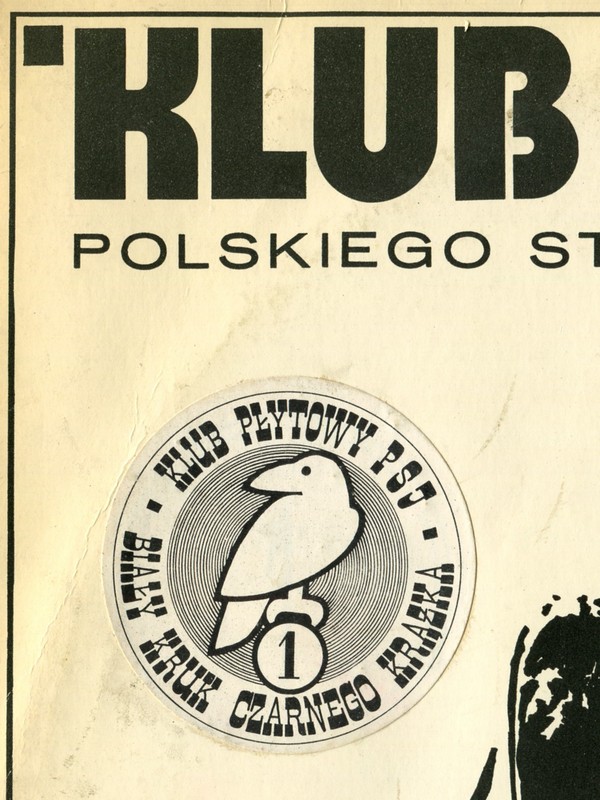 KLUB
POLSKIEGO ST
KLUB PŁYTOWY PSJ
BIAŁY KRUK CZARNEGO KRĄŻKA
1